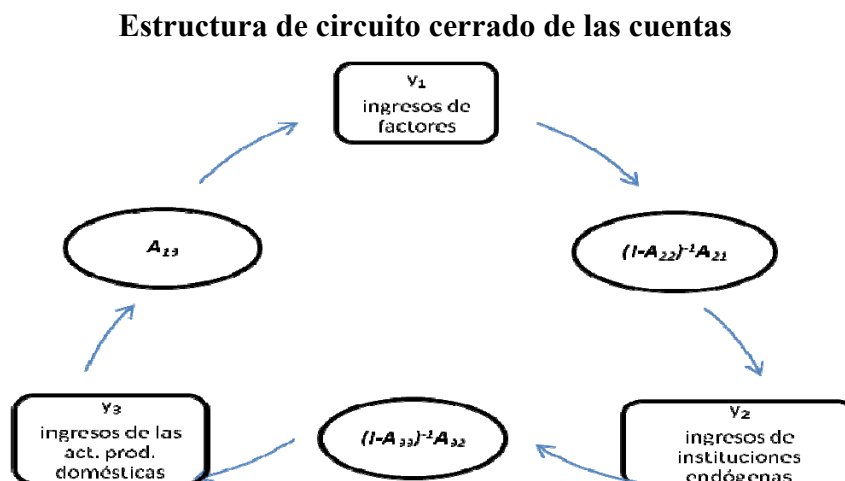 Estructura de circuito cerrado de las cuentas
y₁
ingresos de
factores
A₁₃
(I-A₂₂)⁻¹A₂₁
y₃
ingresos de las
act. prod.
domésticas
(I-A₃₃)⁻¹A₃₂
y₂
ingresos de
instituciones
endógenas